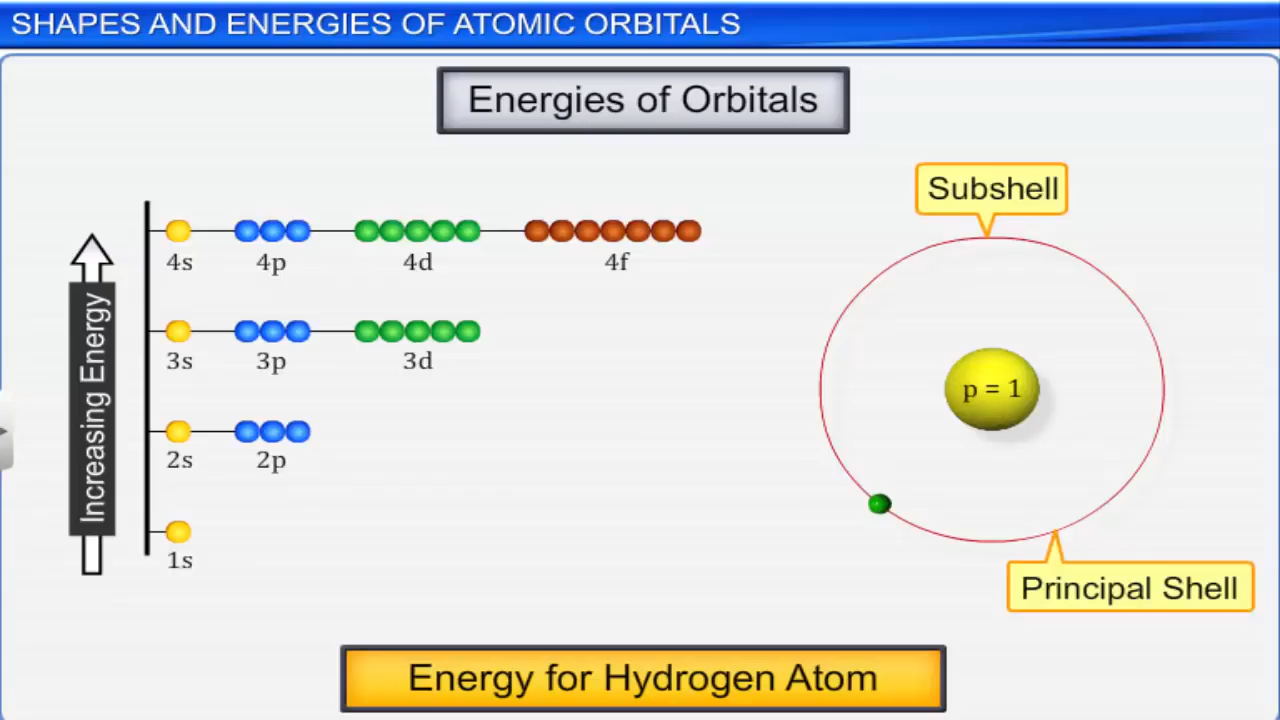 SHAPES AND ENERGIES OF ATOMIC ORBITALS
Energies of Orbitals
Subshell
4s 4p 4d 4f
3s 3p 3d
2s 2p
1s
Increasing Energy
p = 1
Principal Shell
Energy for Hydrogen Atom